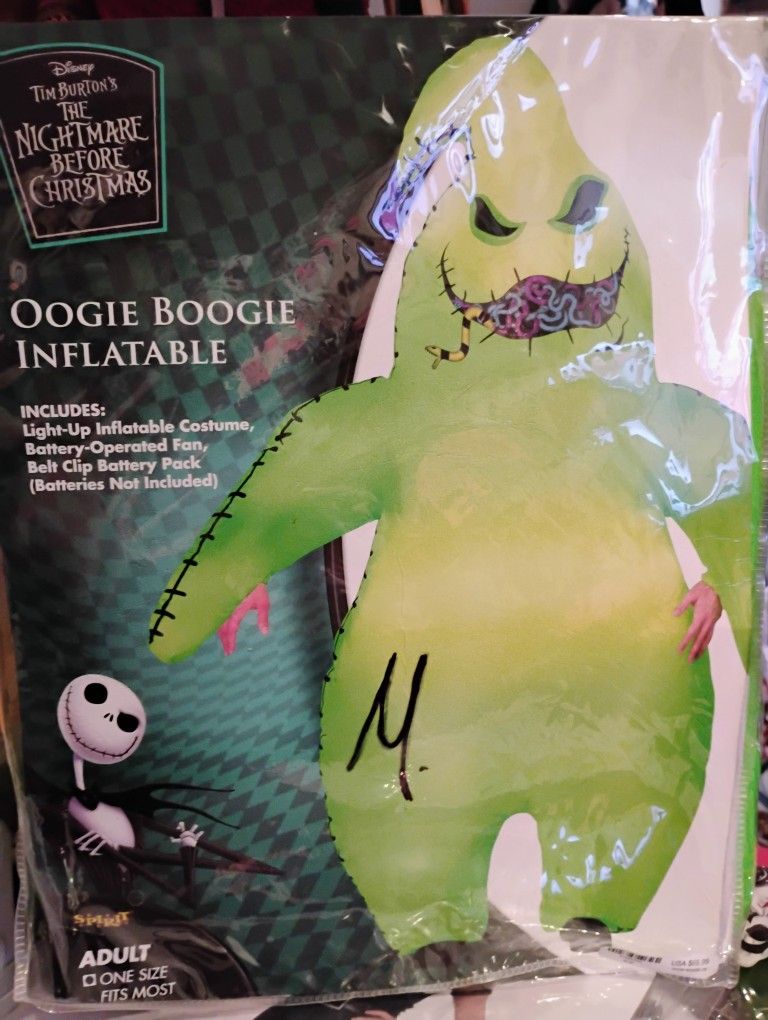 Disney
TIM BURTON'S
THE
NIGHTMARE
BEFORE
CHRISTMAS
OOGIE BOOGIE
INFLATABLE
INCLUDES:
Light-Up Inflatable Costume,
Battery-Operated Fan,
Belt Clip Battery Pack
(Batteries Not Included)
M.
SPIRIT
ADULT
ONE SIZE
FITS MOST